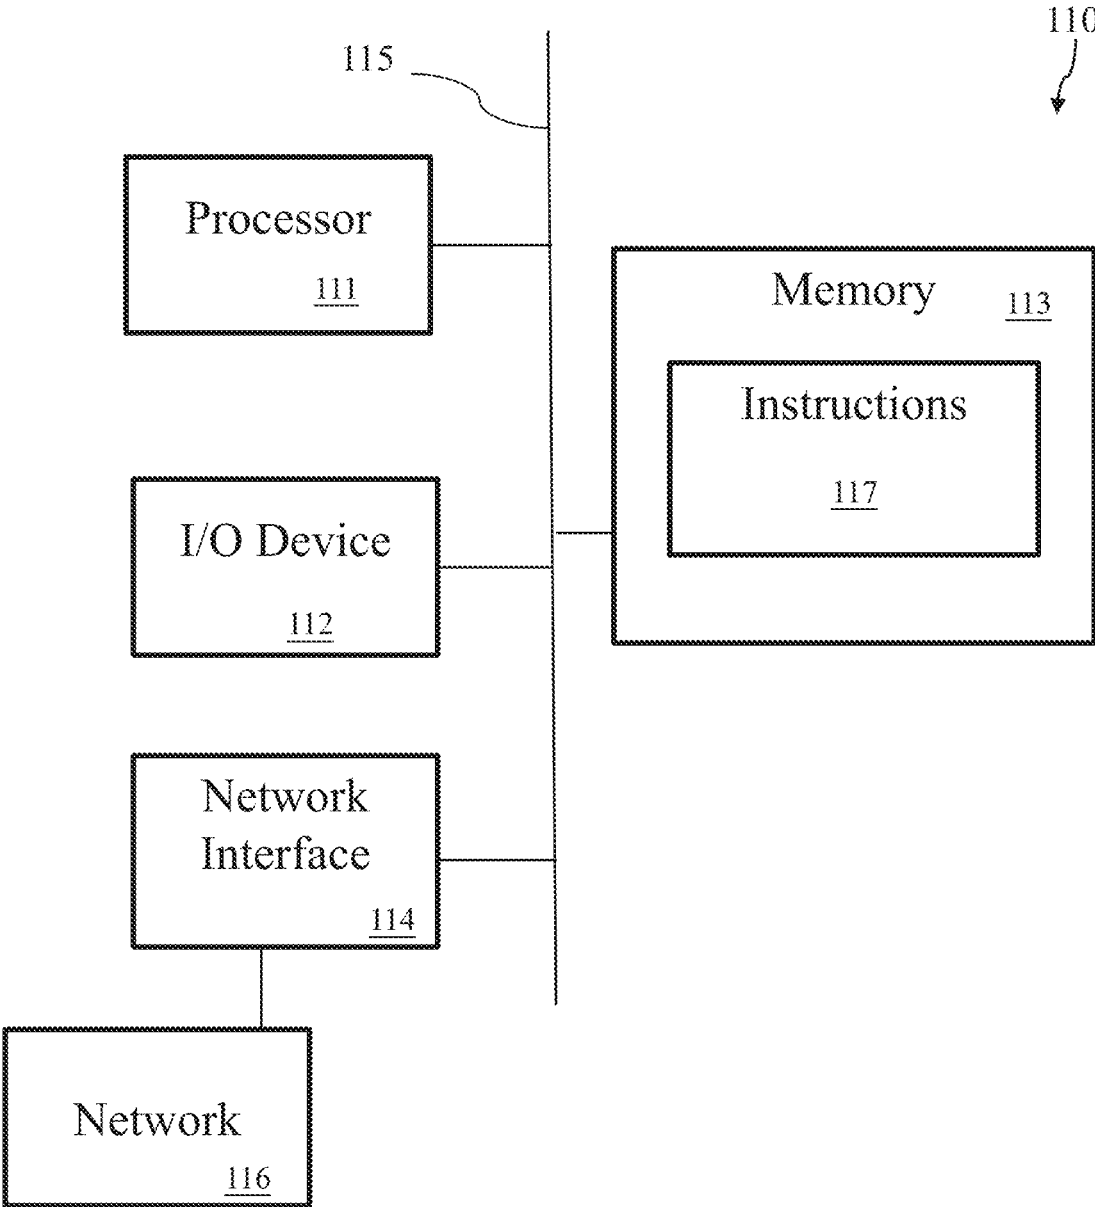 110
115
Processor
111
Memory
113
Instructions
117
I/O Device
112
Network
Interface
114
Network
116